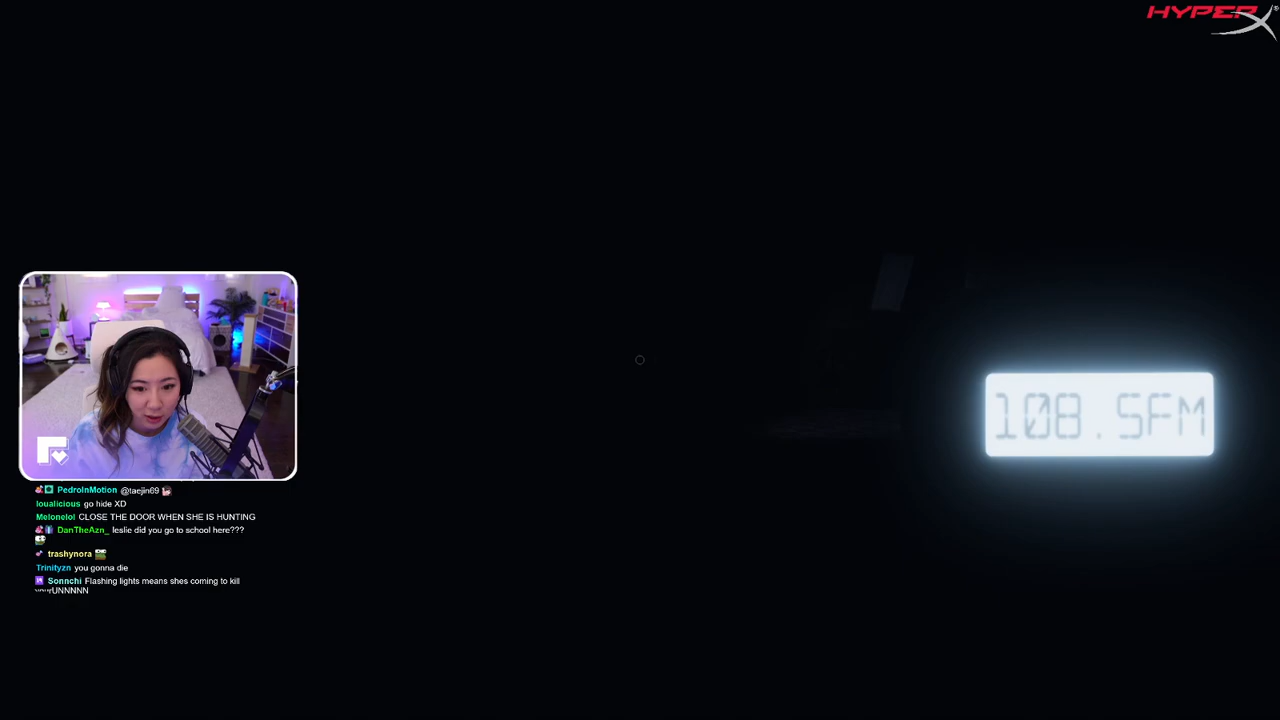 HYPERX
108.5FM
PedroInMotion @taejin69
loualicious go hide XD
Melonelol CLOSE THE DOOR WHEN SHE IS HUNTING
DanTheAzn_ leslie did you go to school here???
trashynora
Trinityzn you gonna die
Sonnchi Flashing lights means shes coming to kill